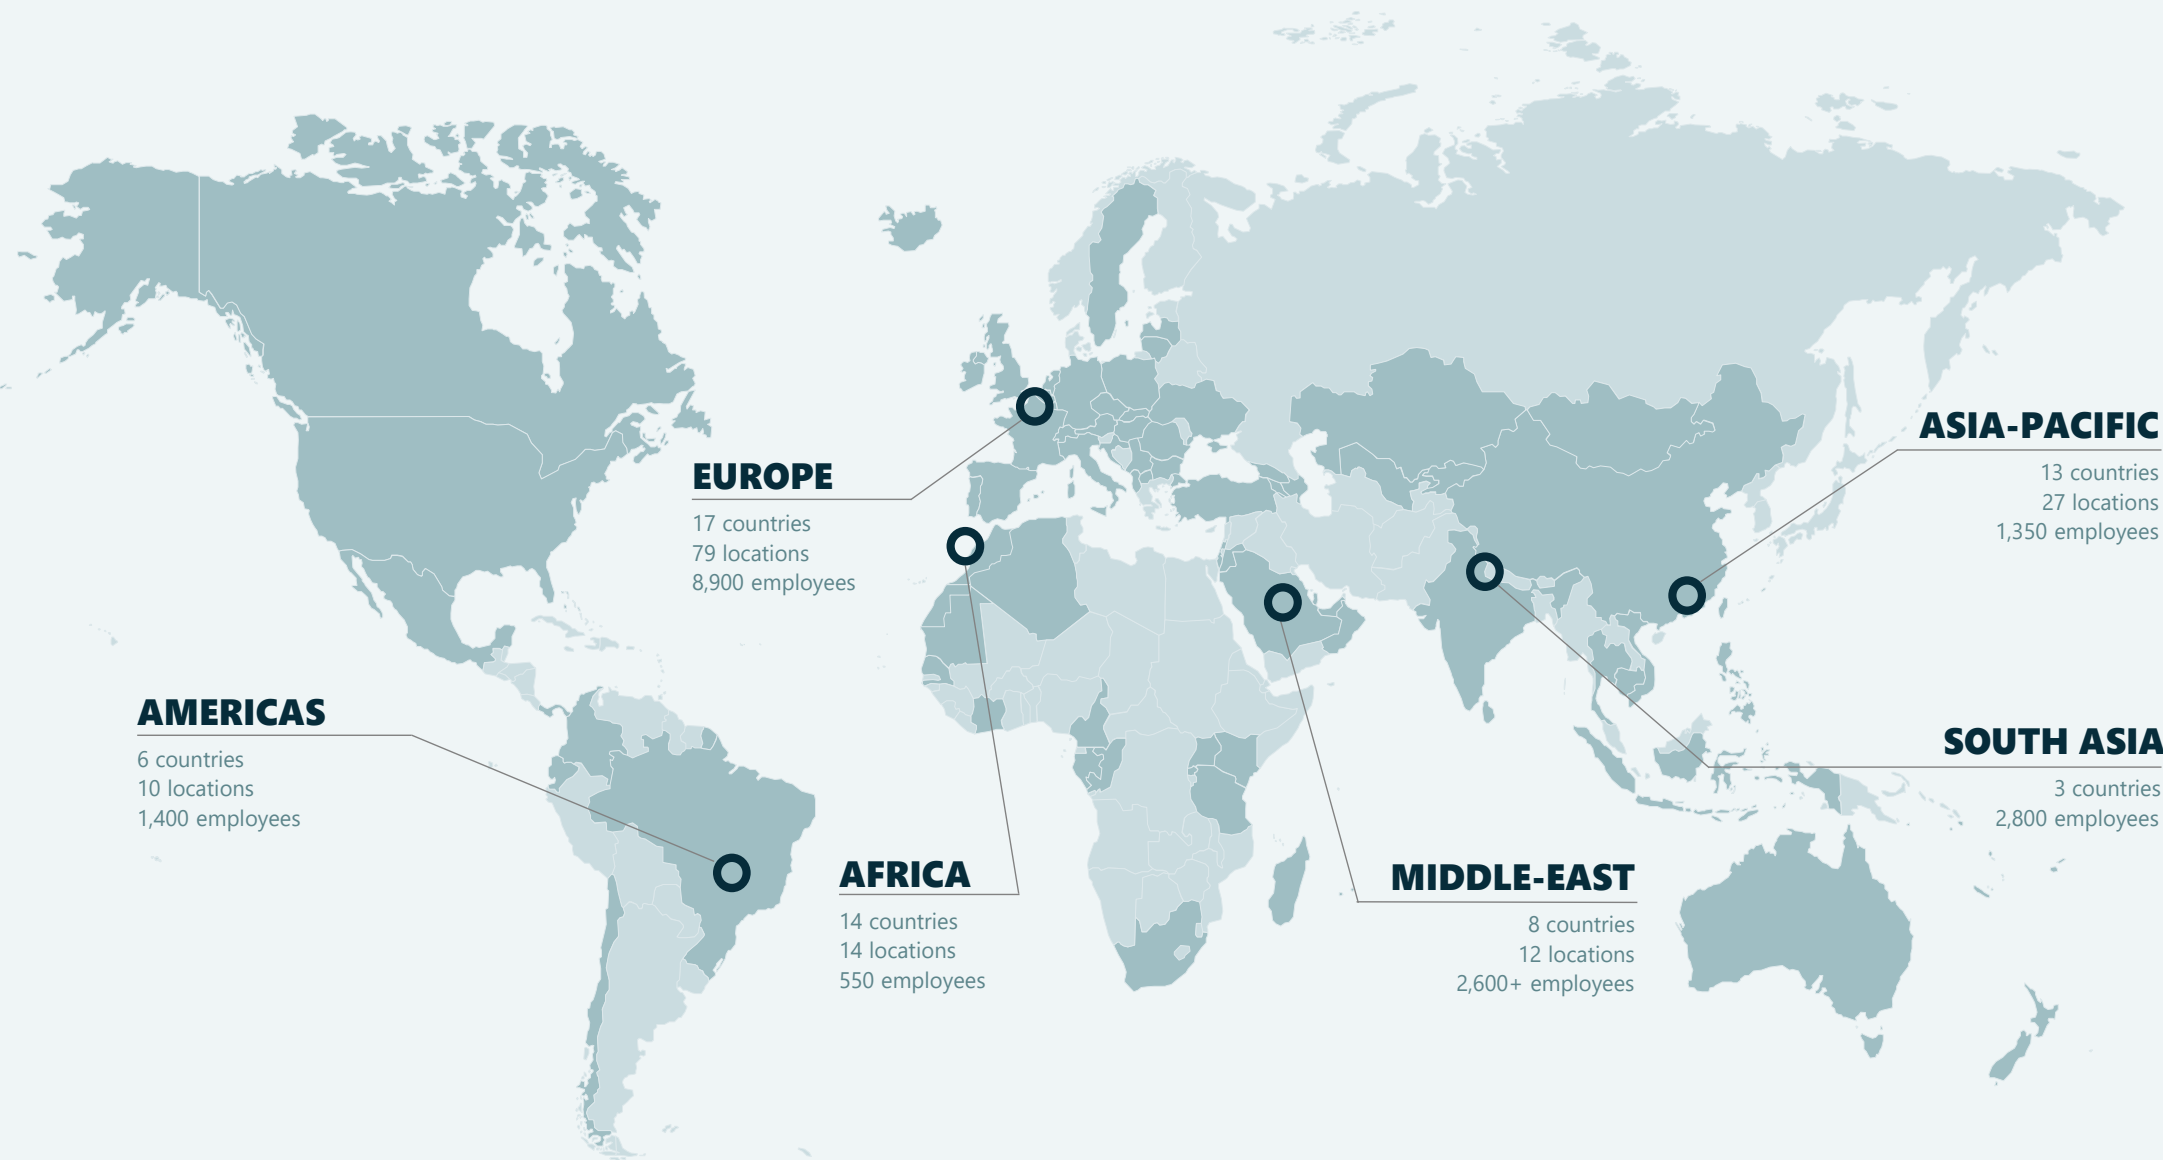 EUROPE
17 countries
79 locations
8,900 employees
ASIA-PACIFIC
13 countries
27 locations
1,350 employees
AMERICAS
6 countries
10 locations
1,400 employees
AFRICA
14 countries
14 locations
550 employees
MIDDLE-EAST
8 countries
12 locations
2,600+ employees
SOUTH ASIA
3 countries
2,800 employees